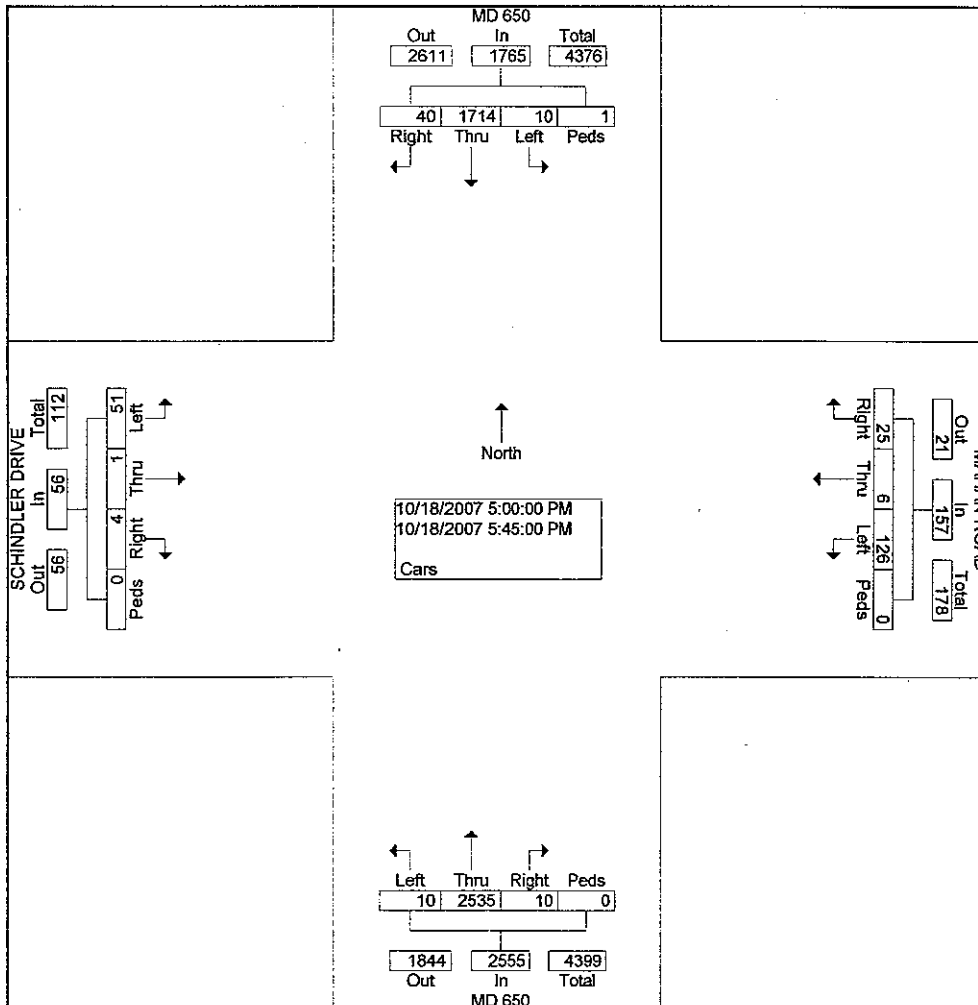 MD 650
Out In Total
2611 1765 4376
40 1714 10 1
Right Thru Left Peds
SCHINDLER DRIVE
Total In Out
112 56 56
51 1 4 0
Left Thru Right Peds
North
10/18/2007 5:00:00 PM
10/18/2007 5:45:00 PM
Cars
Right Thru Left Peds
25 6 126 0
Out In Total
21 157 178
Left Thru Right Peds
10 2535 10 0
1844 2555 4399
Out In Total
MD 650